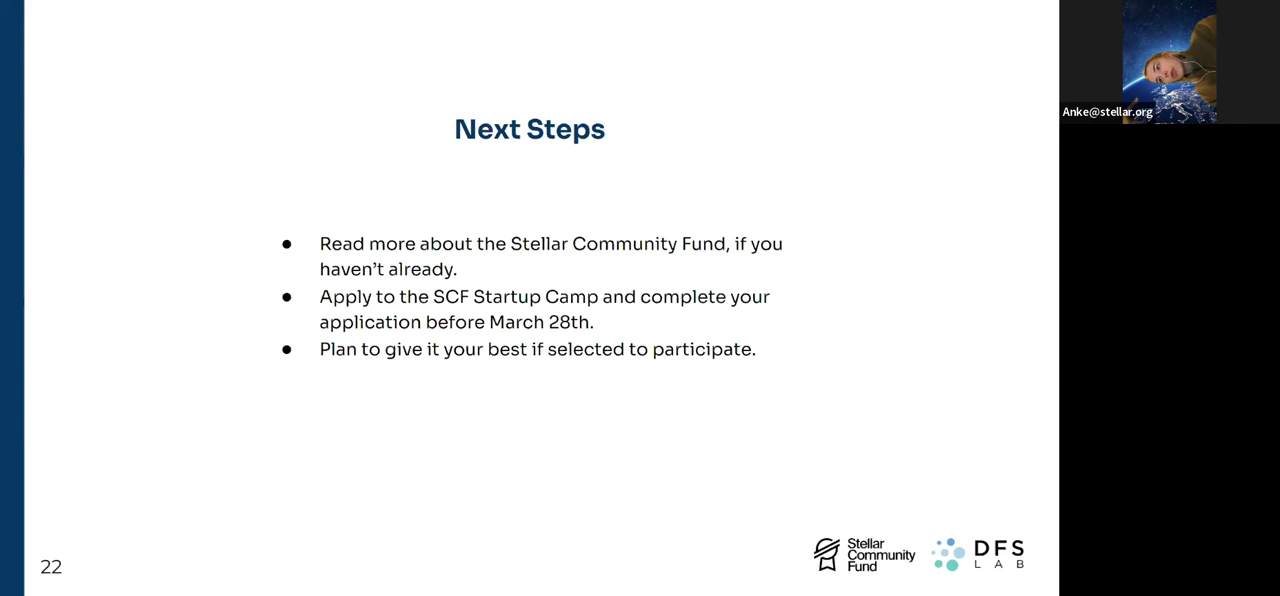 Next Steps
● Read more about the Stellar Community Fund, if you
haven’t already.
● Apply to the SCF Startup Camp and complete your
application before March 28th.
● Plan to give it your best if selected to participate.
22
Stellar
Community
Fund
DFS
LAB
Anke@stellar.org